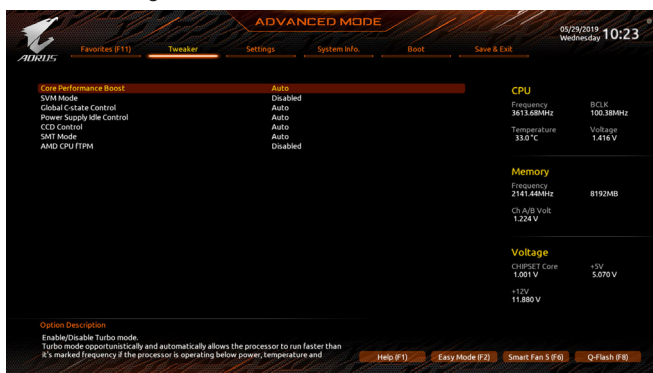 ADVANCED MODE
05/29/2019
Wednesday 10:23
AORUS
Favorites (F11) Tweaker Settings System Info. Boot Save & Exit
Core Performance Boost Auto
SVM Mode Disabled
Global C-state Control Auto
Power Supply Idle Control Auto
CCD Control Auto
SMT Mode Auto
AMD CPU fTPM Disabled
CPU
Frequency BCLK
3613.68MHz 100.38MHz
Temperature Voltage
33.0 °C 1.416 V
Memory
Frequency
2141.44MHz 8192MB
Ch A/B Volt
1.224 V
Voltage
CHIPSET Core +5V
1.001 V 5.070 V
+12V
11.880 V
Option Description
Enable/Disable Turbo mode.
Turbo mode opportunistically and automatically allows the processor to run faster than
it's marked frequency if the processor is operating below power, temperature and
Help (F1) Easy Mode (F2) Smart Fan 5 (F6) Q-Flash (F8)